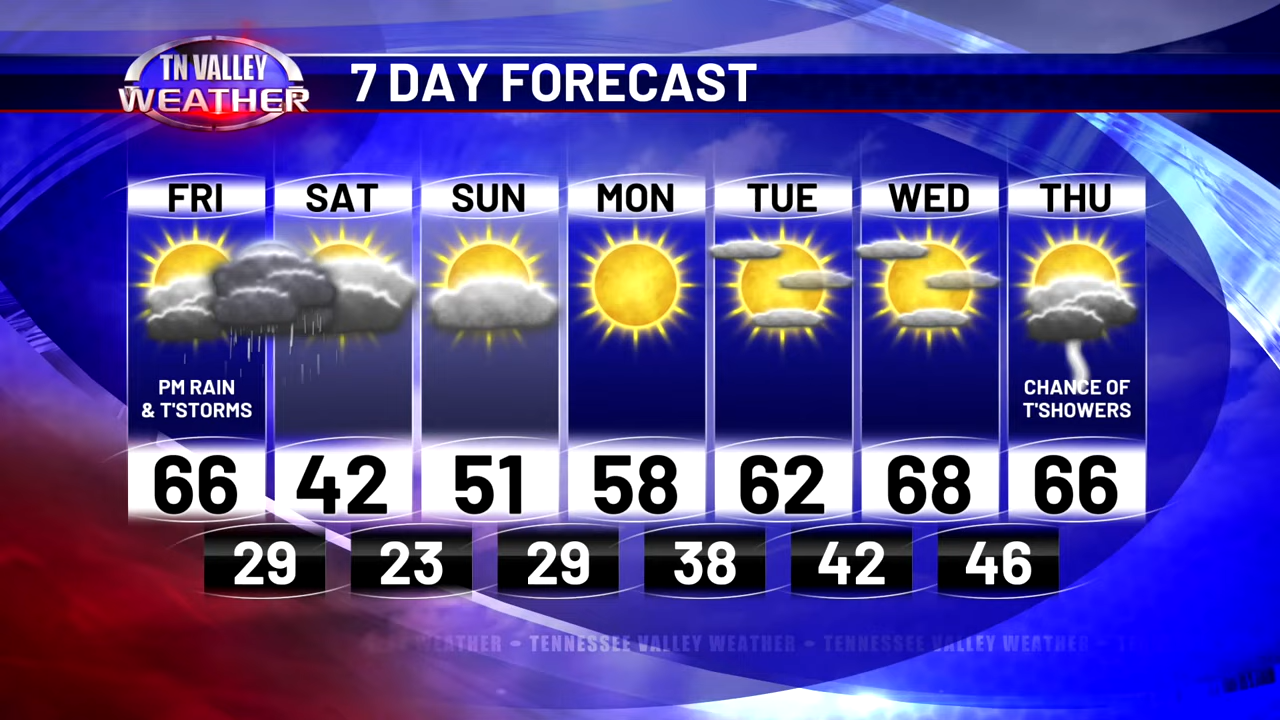 TN VALLEY
WEATHER
7 DAY FORECAST
FRI SAT SUN MON TUE WED THU
PM RAIN
& T'STORMS
CHANCE OF
T'SHOWERS
66 42 51 58 62 68 66
29 23 29 38 42 46
WEATHER • TENNESSEE VALLEY WEATHER • TENNESSEE VALLEY WEATHER